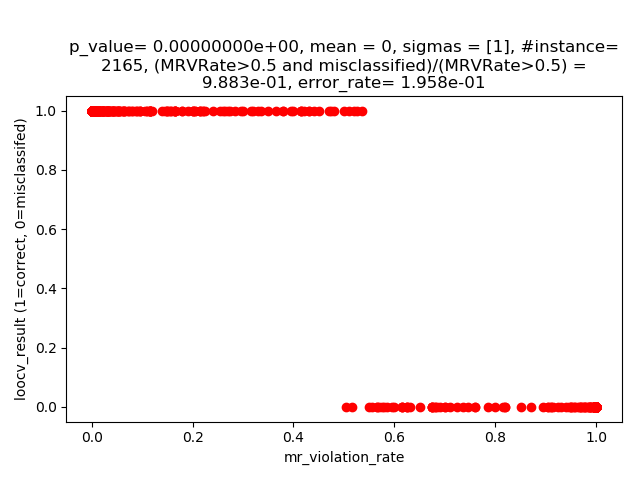 p_value= 0.00000000e+00, mean = 0, sigmas = [1], #instance=
2165, (MRVRate>0.5 and misclassified)/(MRVRate>0.5) =
9.883e-01, error_rate= 1.958e-01
loocv_result (1=correct, 0=misclassifed)
1.0
0.8
0.6
0.4
0.2
0.0
0.0 0.2 0.4 0.6 0.8 1.0
mr_violation_rate